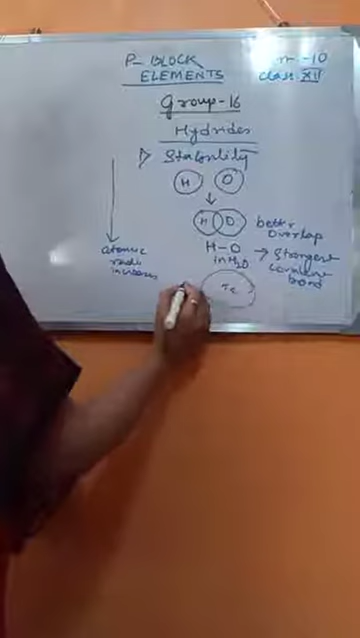 P-BLOCK
ELEMENTS
-10
class XII
Group-16
Hydrides
Stability
H O
H O
better
overlap
H-O
in H2O
→ Strongest
covalent
bond
atomic
radii
increases
Te